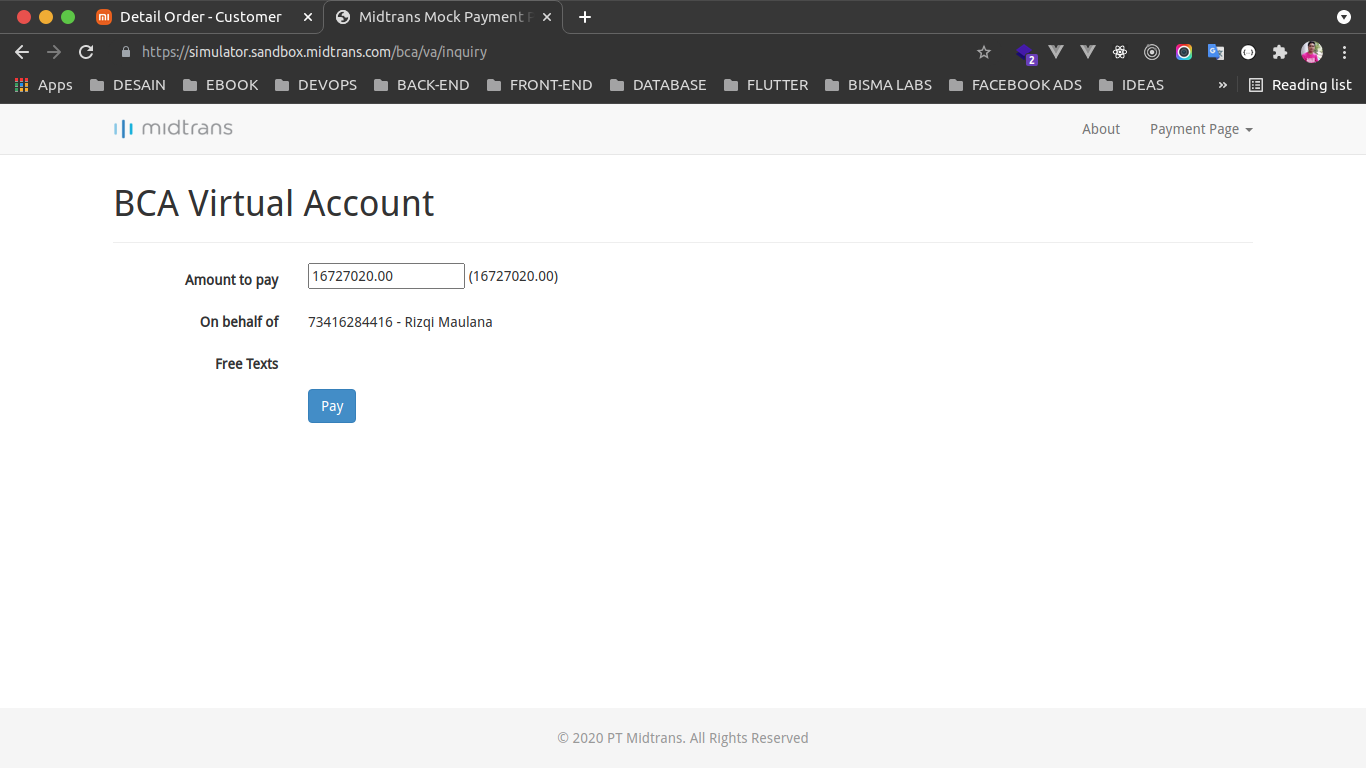 Detail Order - Customer
Midtrans Mock Payment P
https://simulator.sandbox.midtrans.com/bca/va/inquiry
2
Apps DESAIN EBOOK DEVOPS BACK-END FRONT-END DATABASE FLUTTER BISMA LABS FACEBOOK ADS IDEAS » Reading list
midtrans
About Payment Page
BCA Virtual Account
Amount to pay 16727020.00 (16727020.00)
On behalf of 73416284416 - Rizqi Maulana
Free Texts
Pay
© 2020 PT Midtrans. All Rights Reserved